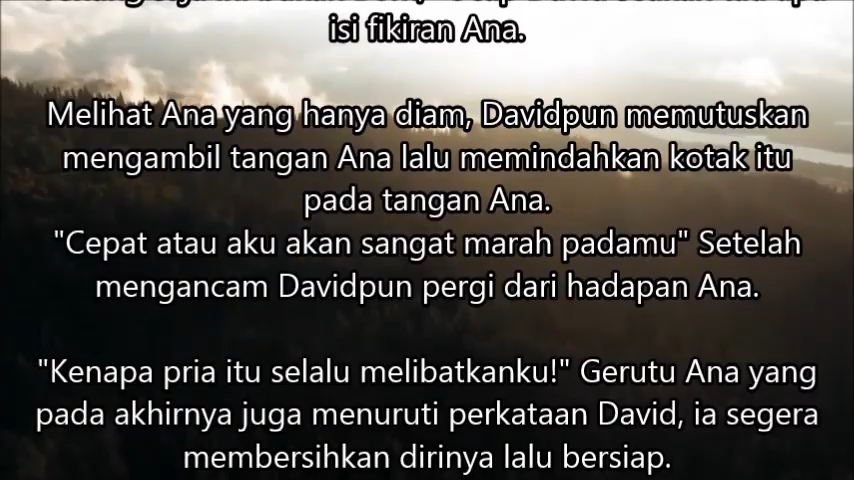 isi fikiran Ana.
Melihat Ana yang hanya diam, Davidpun memutuskan
mengambil tangan Ana lalu memindahkan kotak itu
pada tangan Ana.
"Cepat atau aku akan sangat marah padamu" Setelah
mengancam Davidpun pergi dari hadapan Ana.
"Kenapa pria itu selalu melibatkanku!" Gerutu Ana yang
pada akhirnya juga menuruti perkataan David, ia segera
membersihkan dirinya lalu bersiap.